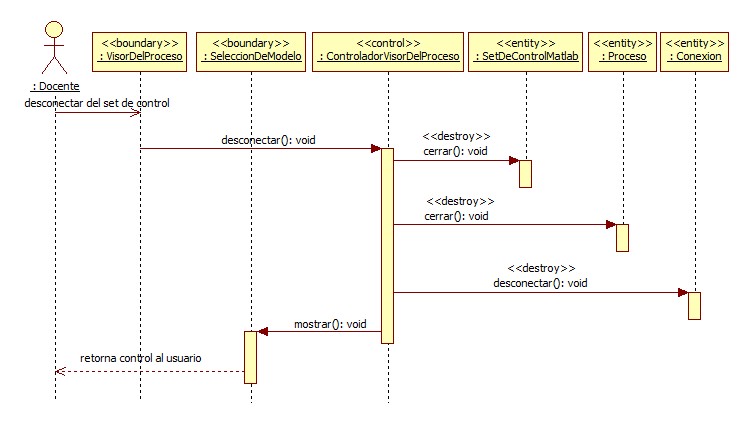 <<boundary>>
: VisorDelProceso
<<boundary>>
: SeleccionDeModelo
<<control>>
: ControladorVisorDelProceso
<<entity>>
: SetDeControlMatlab
<<entity>>
: Proceso
<<entity>>
: Conexion
: Docente
desconectar del set de control
desconectar(): void
<<destroy>>
cerrar(): void
<<destroy>>
cerrar(): void
<<destroy>>
desconectar(): void
mostrar(): void
retorna control al usuario